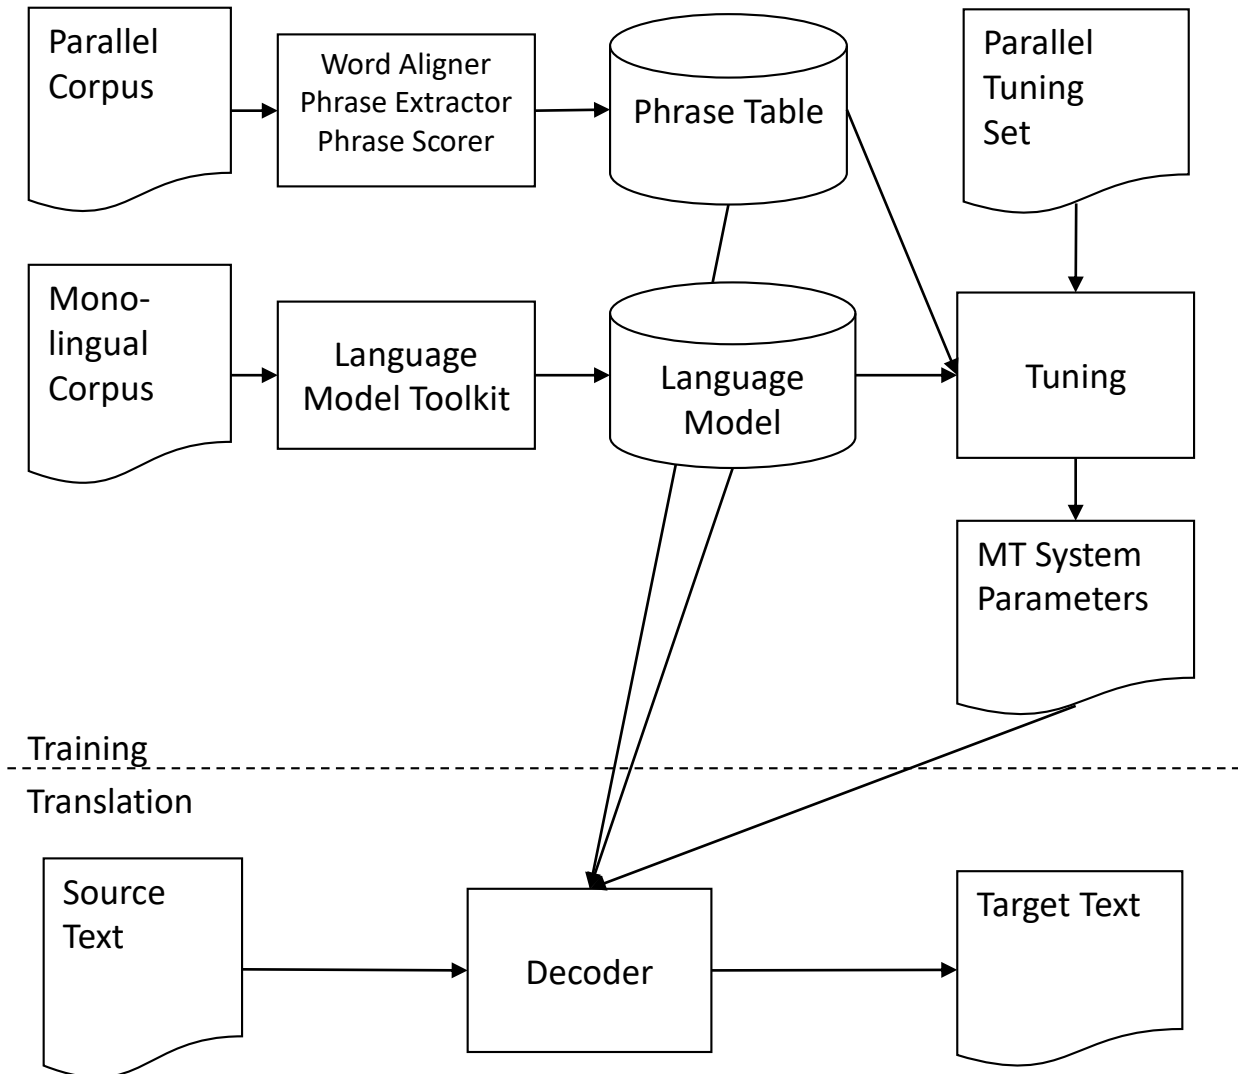 Parallel
Corpus
Word Aligner
Phrase Extractor
Phrase Scorer
Phrase Table
Parallel
Tuning
Set
Mono-
lingual
Corpus
Language
Model Toolkit
Language
Model
Tuning
MT System
Parameters
Training
Translation
Source
Text
Decoder
Target Text